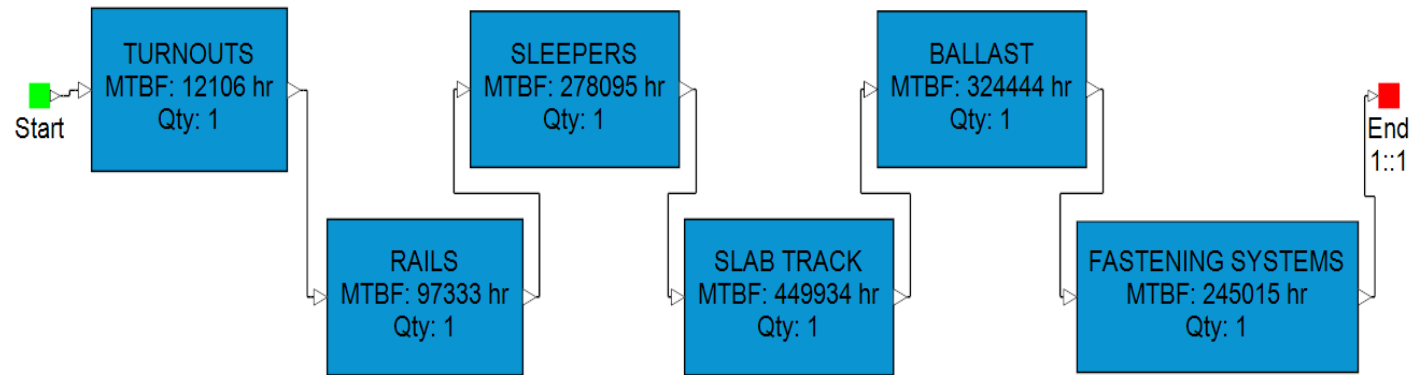 Start
TURNOUTS
MTBF: 12106 hr
Qty: 1
RAILS
MTBF: 97333 hr
Qty: 1
SLEEPERS
MTBF: 278095 hr
Qty: 1
SLAB TRACK
MTBF: 449934 hr
Qty: 1
BALLAST
MTBF: 324444 hr
Qty: 1
FASTENING SYSTEMS
MTBF: 245015 hr
Qty: 1
End
1::1